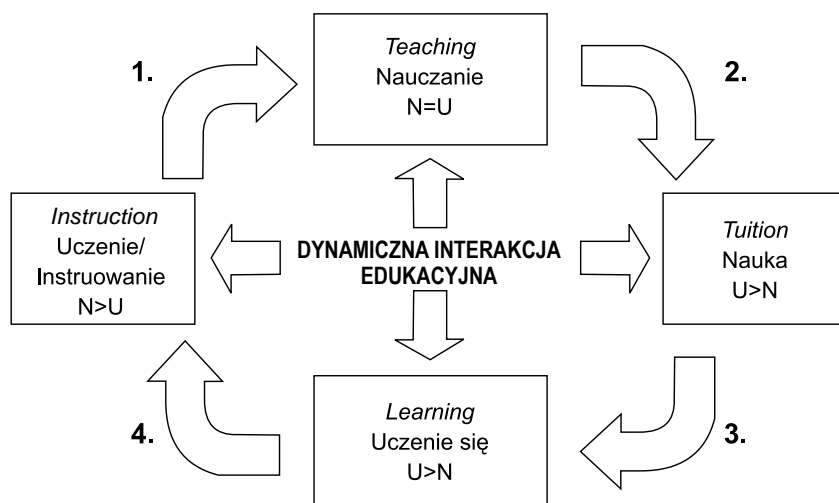 Teaching
Nauczanie
N=U
1.
2.
Instruction
Uczenie/
Instruowanie
N>U
DYNAMICZNA INTERAKCJA
EDUKACYJNA
Tuition
Nauka
U>N
Learning
Uczenie się
U>N
4.
3.